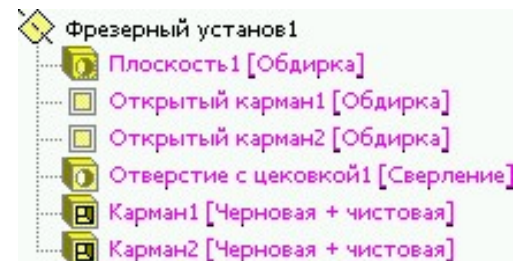 Фрезерный установ1
Плоскость1 [Обдирка]
Открытый карман1 [Обдирка]
Открытый карман2 [Обдирка]
Отверстие с цековкой1 [Сверление]
Карман1 [Черновая + чистовая]
Карман2 [Черновая + чистовая]